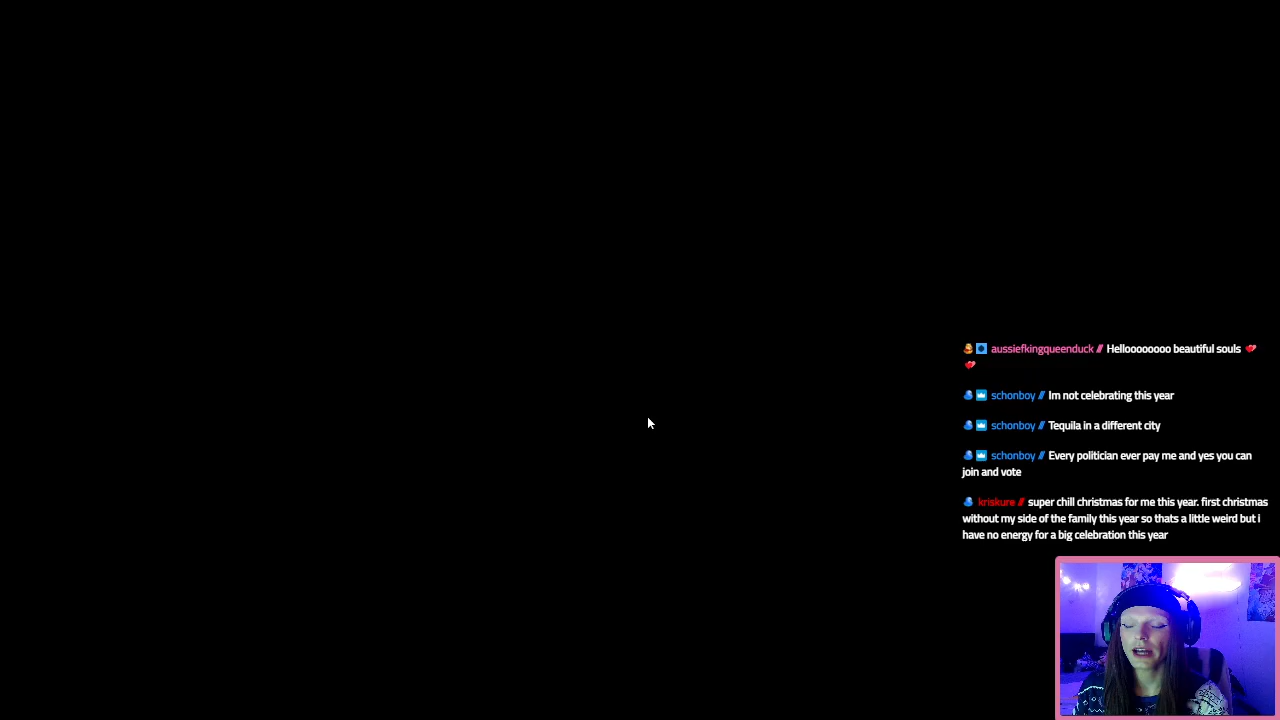 aussiefkingqueenduck // Helloooooooo beautiful souls
schonboy // Im not celebrating this year
schonboy // Tequila in a different city
schonboy // Every politician ever pay me and yes you can
join and vote
kriskure // super chill christmas for me this year. first christmas
without my side of the family this year so thats a little weird but i
have no energy for a big celebration this year